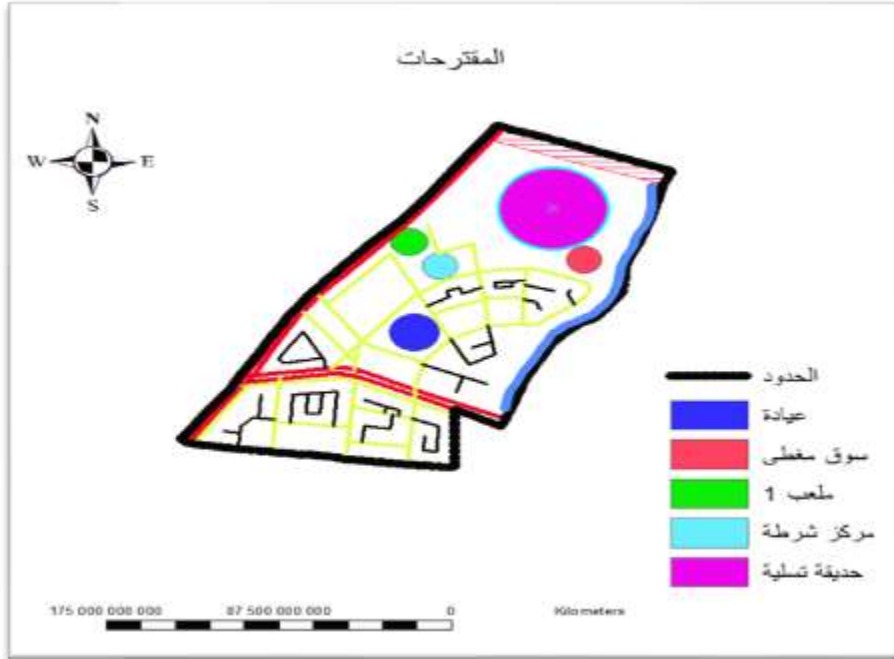 المقترحات
N
W E
S
الحدود
عيادة
سوق مغطى
ملعب 1
مركز شرطة
حديقة تسلية
175 000 008 000 87 500 000 000 0 Kilometers